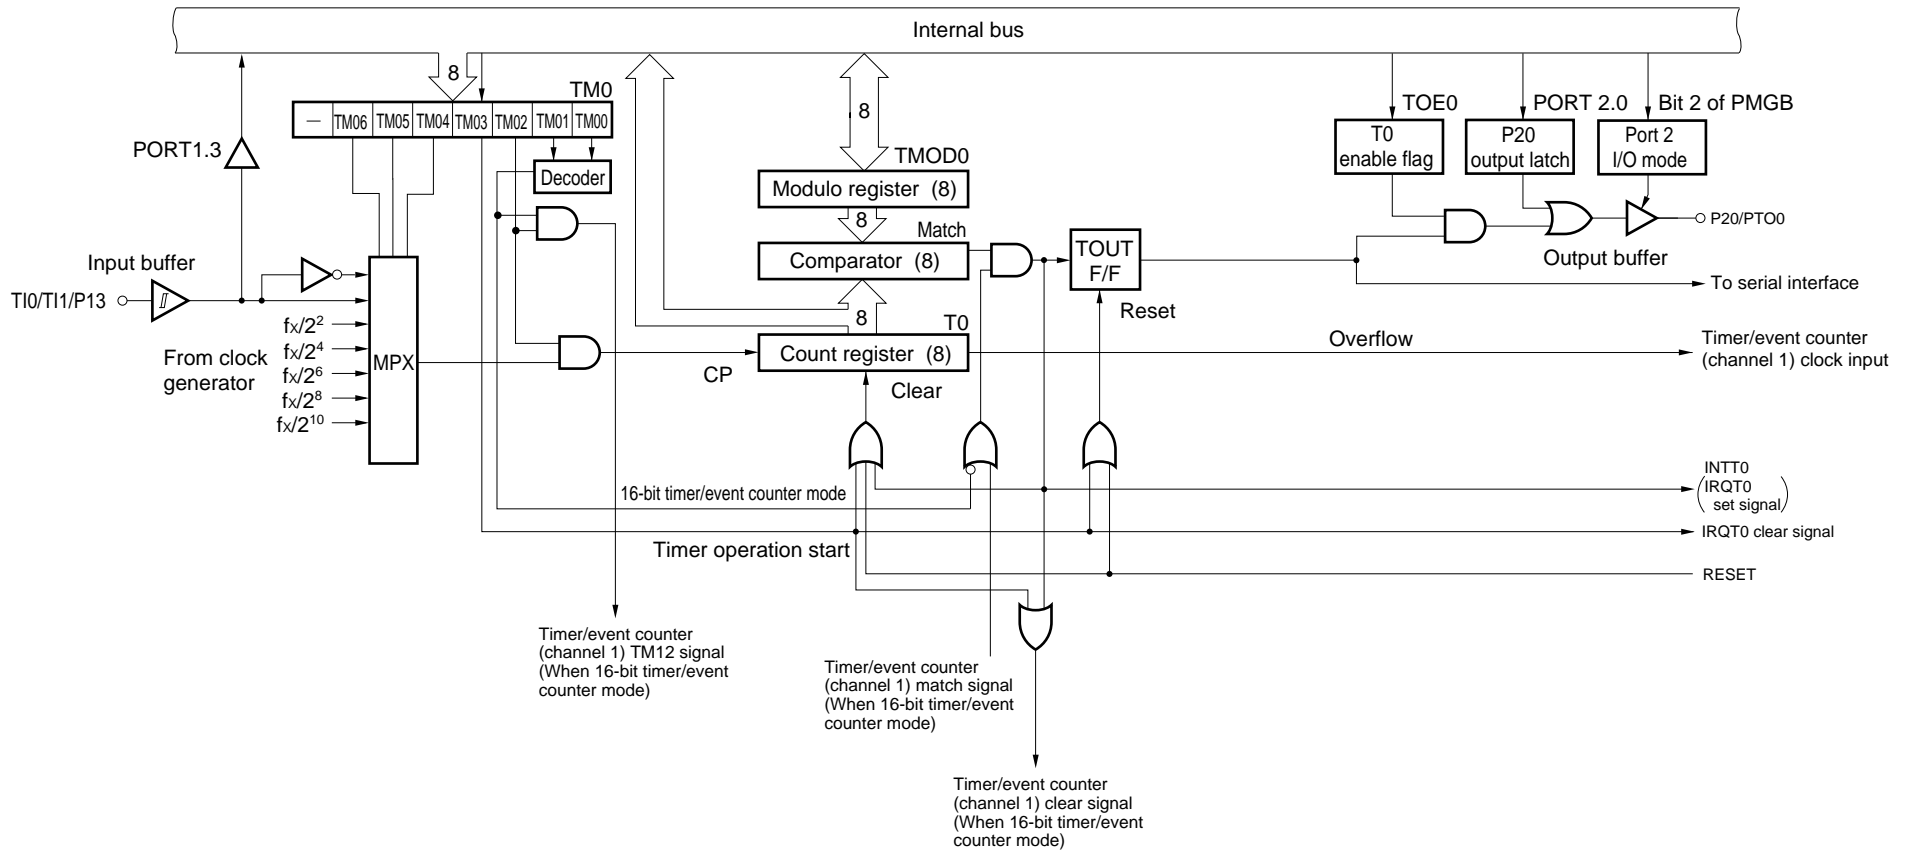 Internal bus
8
TM0
— TM06 TM05 TM04 TM03 TM02 TM01 TM00
PORT1.3
Decoder
8
TMOD0
Modulo register (8)
8
Match
Comparator (8)
8
T0
Count register (8)
CP
Clear
TOE0
T0
enable flag
PORT 2.0
P20
output latch
Bit 2 of PMGB
Port 2
I/O mode
P20/PTO0
Output buffer
TOUT
F/F
Reset
To serial interface
Overflow
Timer/event counter
(channel 1) clock input
Input buffer
TI0/TI1/P13
From clock
generator
fX/2²
fX/2⁴
fX/2⁶
fX/2⁸
fX/2¹⁰
MPX
16-bit timer/event counter mode
INTT0
(IRQT0
set signal)
Timer operation start
IRQT0 clear signal
RESET
Timer/event counter
(channel 1) TM12 signal
(When 16-bit timer/event
counter mode)
Timer/event counter
(channel 1) match signal
(When 16-bit timer/event
counter mode)
Timer/event counter
(channel 1) clear signal
(When 16-bit timer/event
counter mode)